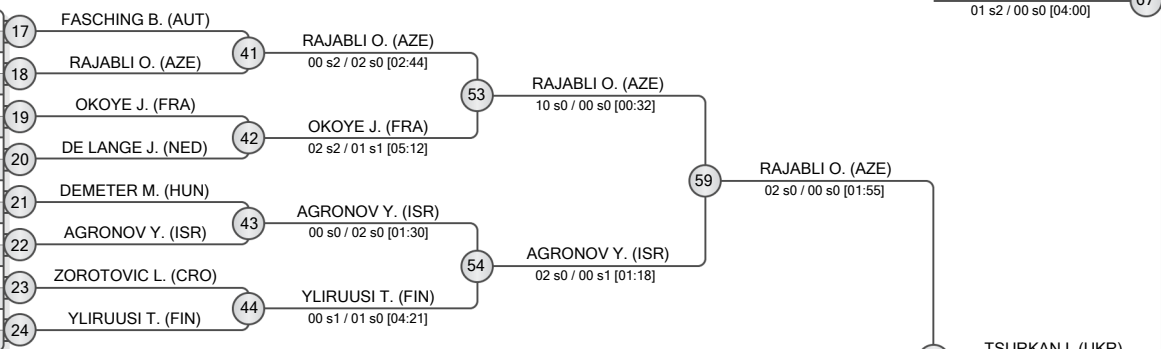 01 s2 / 00 s0 [04:00]
17
FASCHING B. (AUT)
18
RAJABLI O. (AZE)
19
OKOYE J. (FRA)
20
DE LANGE J. (NED)
21
DEMETER M. (HUN)
22
AGRONOV Y. (ISR)
23
ZOROTOVIC L. (CRO)
24
YLIRUUSI T. (FIN)
41
RAJABLI O. (AZE)
00 s2 / 02 s0 [02:44]
42
OKOYE J. (FRA)
02 s2 / 01 s1 [05:12]
43
AGRONOV Y. (ISR)
00 s0 / 02 s0 [01:30]
44
YLIRUUSI T. (FIN)
00 s1 / 01 s0 [04:21]
53
RAJABLI O. (AZE)
10 s0 / 00 s0 [00:32]
54
AGRONOV Y. (ISR)
02 s0 / 00 s1 [01:18]
59
RAJABLI O. (AZE)
02 s0 / 00 s0 [01:55]
TSURKAN I. (UKR)